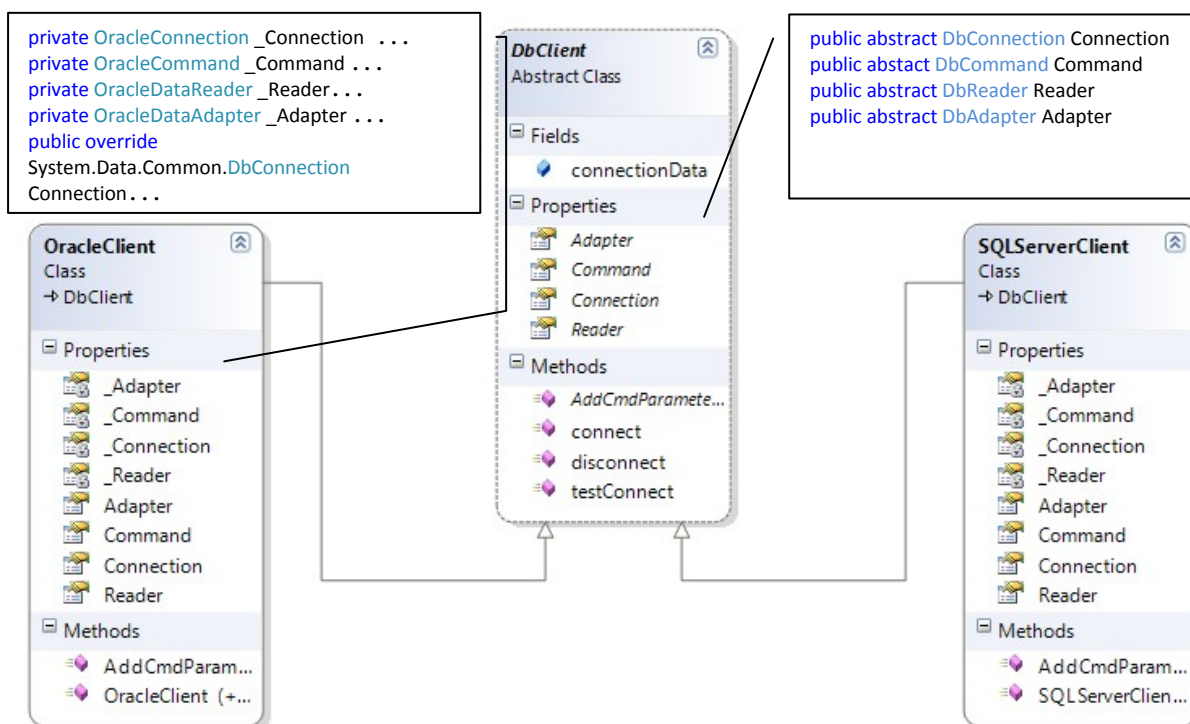 private OracleConnection _Connection ...
private OracleCommand _Command ...
private OracleDataReader _Reader...
private OracleDataAdapter _Adapter ...
public override
System.Data.Common.DbConnection
Connection...
DbClient
Abstract Class
Fields
connectionData
Properties
Adapter
Command
Connection
Reader
Methods
AddCmdParamete...
connect
disconnect
testConnect
public abstract DbConnection Connection
public abstact DbCommand Command
public abstract DbReader Reader
public abstract DbAdapter Adapter
OracleClient
Class
→ DbClient
Properties
_Adapter
_Command
_Connection
_Reader
Adapter
Command
Connection
Reader
Methods
AddCmdParam...
OracleClient (+...
SQLServerClient
Class
→ DbClient
Properties
_Adapter
_Command
_Connection
_Reader
Adapter
Command
Connection
Reader
Methods
AddCmdParam...
SQLServerClien...